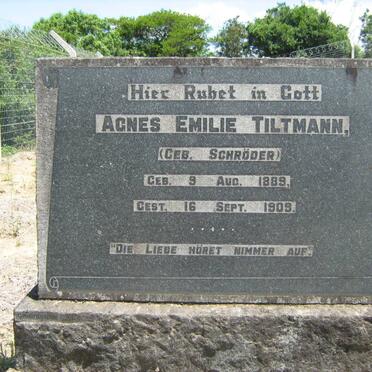 Hier Ruhet in Gott
AGNES EMILIE TILTMANN,
(GEB. SCHRÖDER)
GEB. 9 AUG. 1889.
GEST. 16 SEPT. 1909.
"DIE LIEBE HÖRET NIMMER AUF."